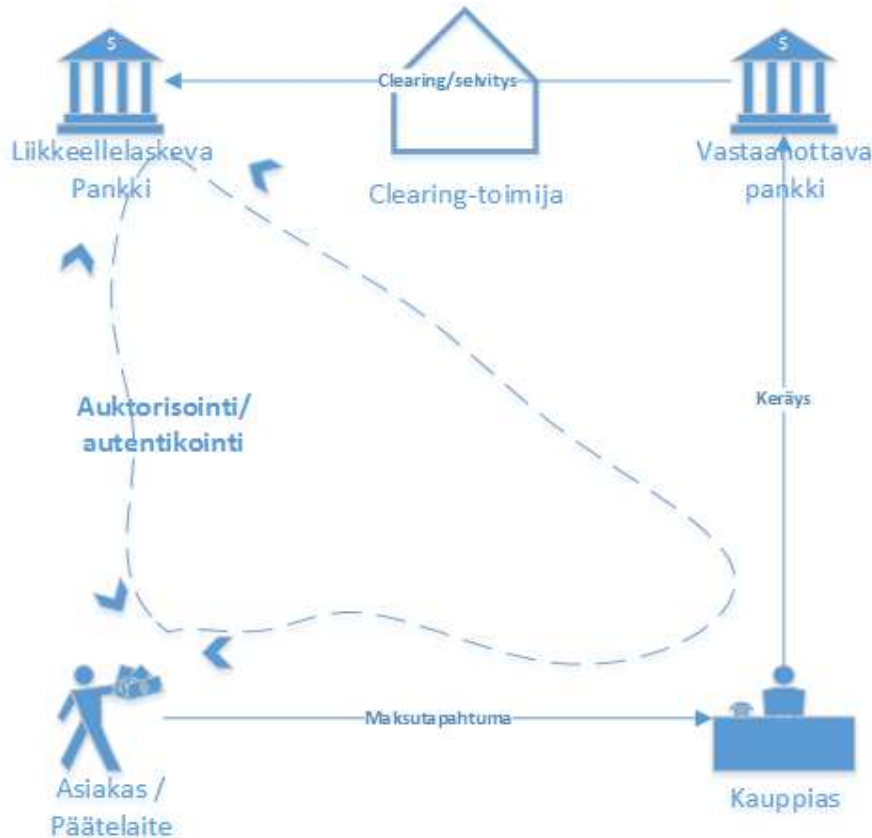 Clearing/selvitys
Liikkeellelaskeva
Pankki
Clearing-toimija
Vastaanottava
pankki
Auktorisointi/
autentikointi
Keräys
Maksutapahtuma
Asiakas /
Päätelaite
Kauppias